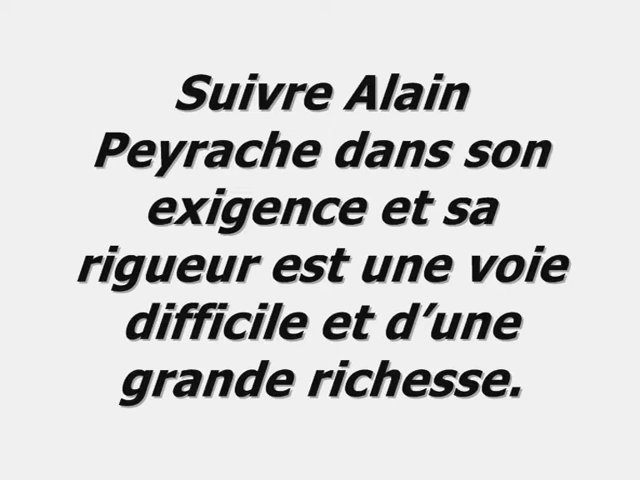 Suivre Alain
Peyrache dans son
exigence et sa
rigueur est une voie
difficile et d’une
grande richesse.